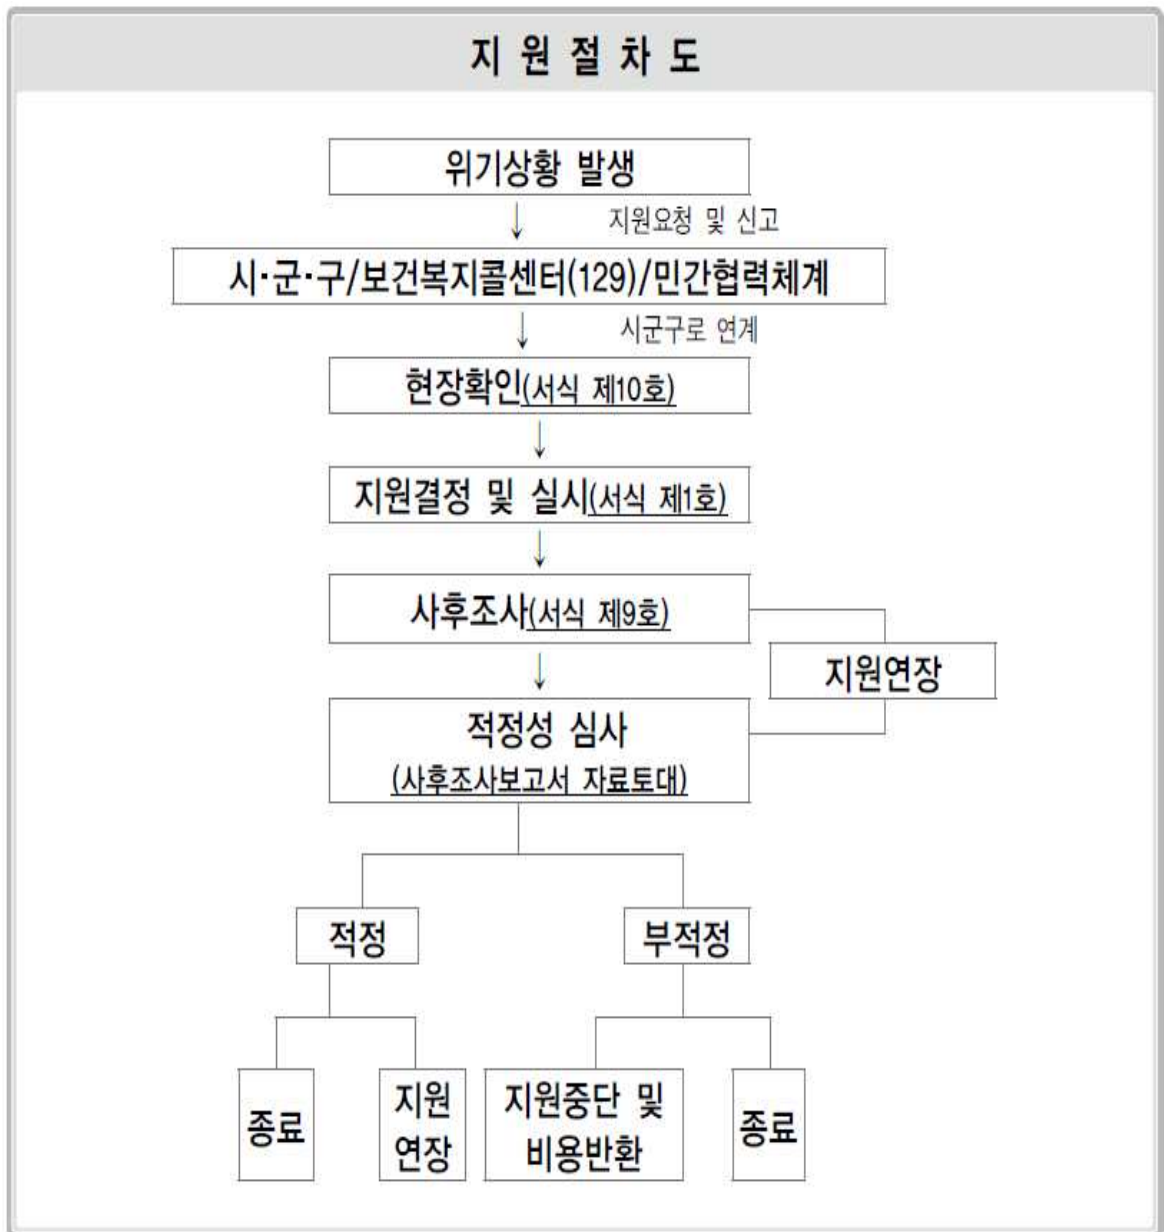 지 원 절 차 도
위기상황 발생
지원요청 및 신고
시·군·구/보건복지콜센터(129)/민간협력체계
시군구로 연계
현장확인(서식 제10호)
지원결정 및 실시(서식 제1호)
사후조사(서식 제9호)
지원연장
적정성 심사
(사후조사보고서 자료토대)
적정
부적정
종료
지원
연장
지원중단 및
비용반환
종료